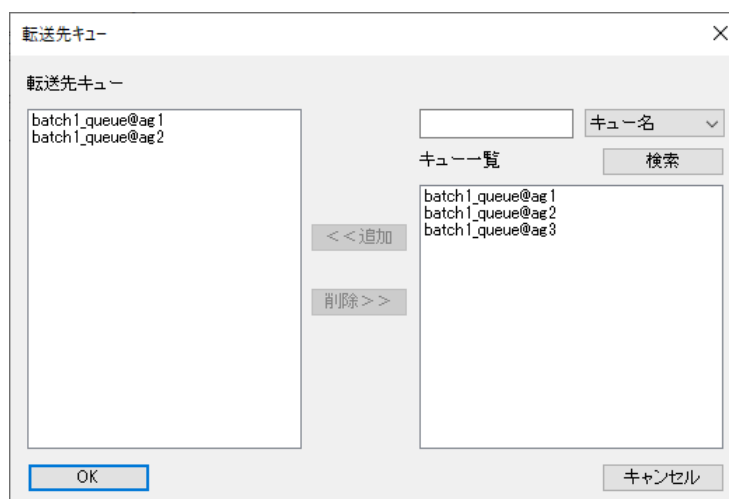 転送先キュー
転送先キュー
batch1_queue@ag1
batch1_queue@ag2
キュー名
キュー一覧
検索
batch1_queue@ag1
batch1_queue@ag2
batch1_queue@ag3
<<追加
削除>>
OK
キャンセル